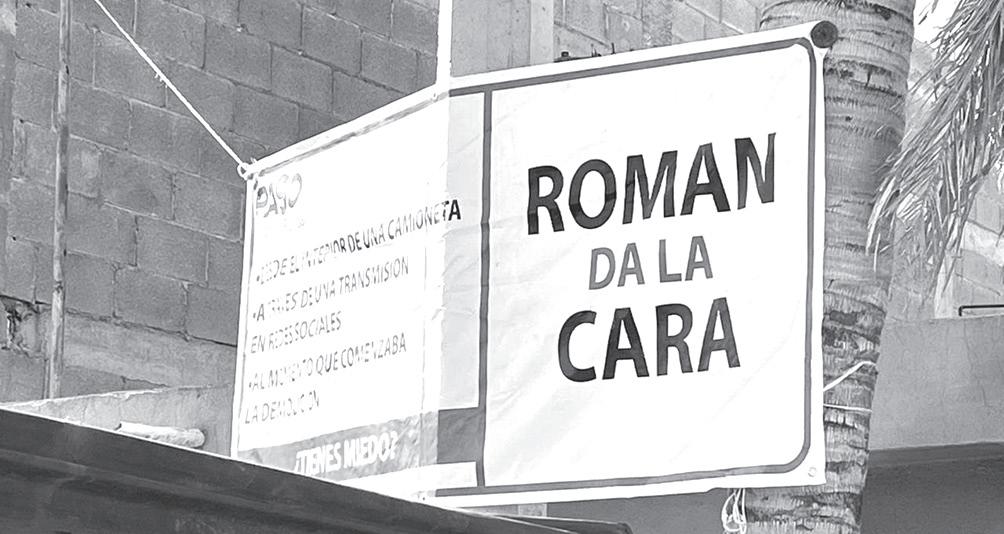 PASO
•DESDE EL INTERIOR DE UNA CAMIONETA
•A TRAVES DE UNA TRANSMISION
EN REDES SOCIALES
•AL MOMENTO QUE COMENZABA
LA DEMOLICION
¿TIENES MIEDO?
ROMAN
DA LA
CARA